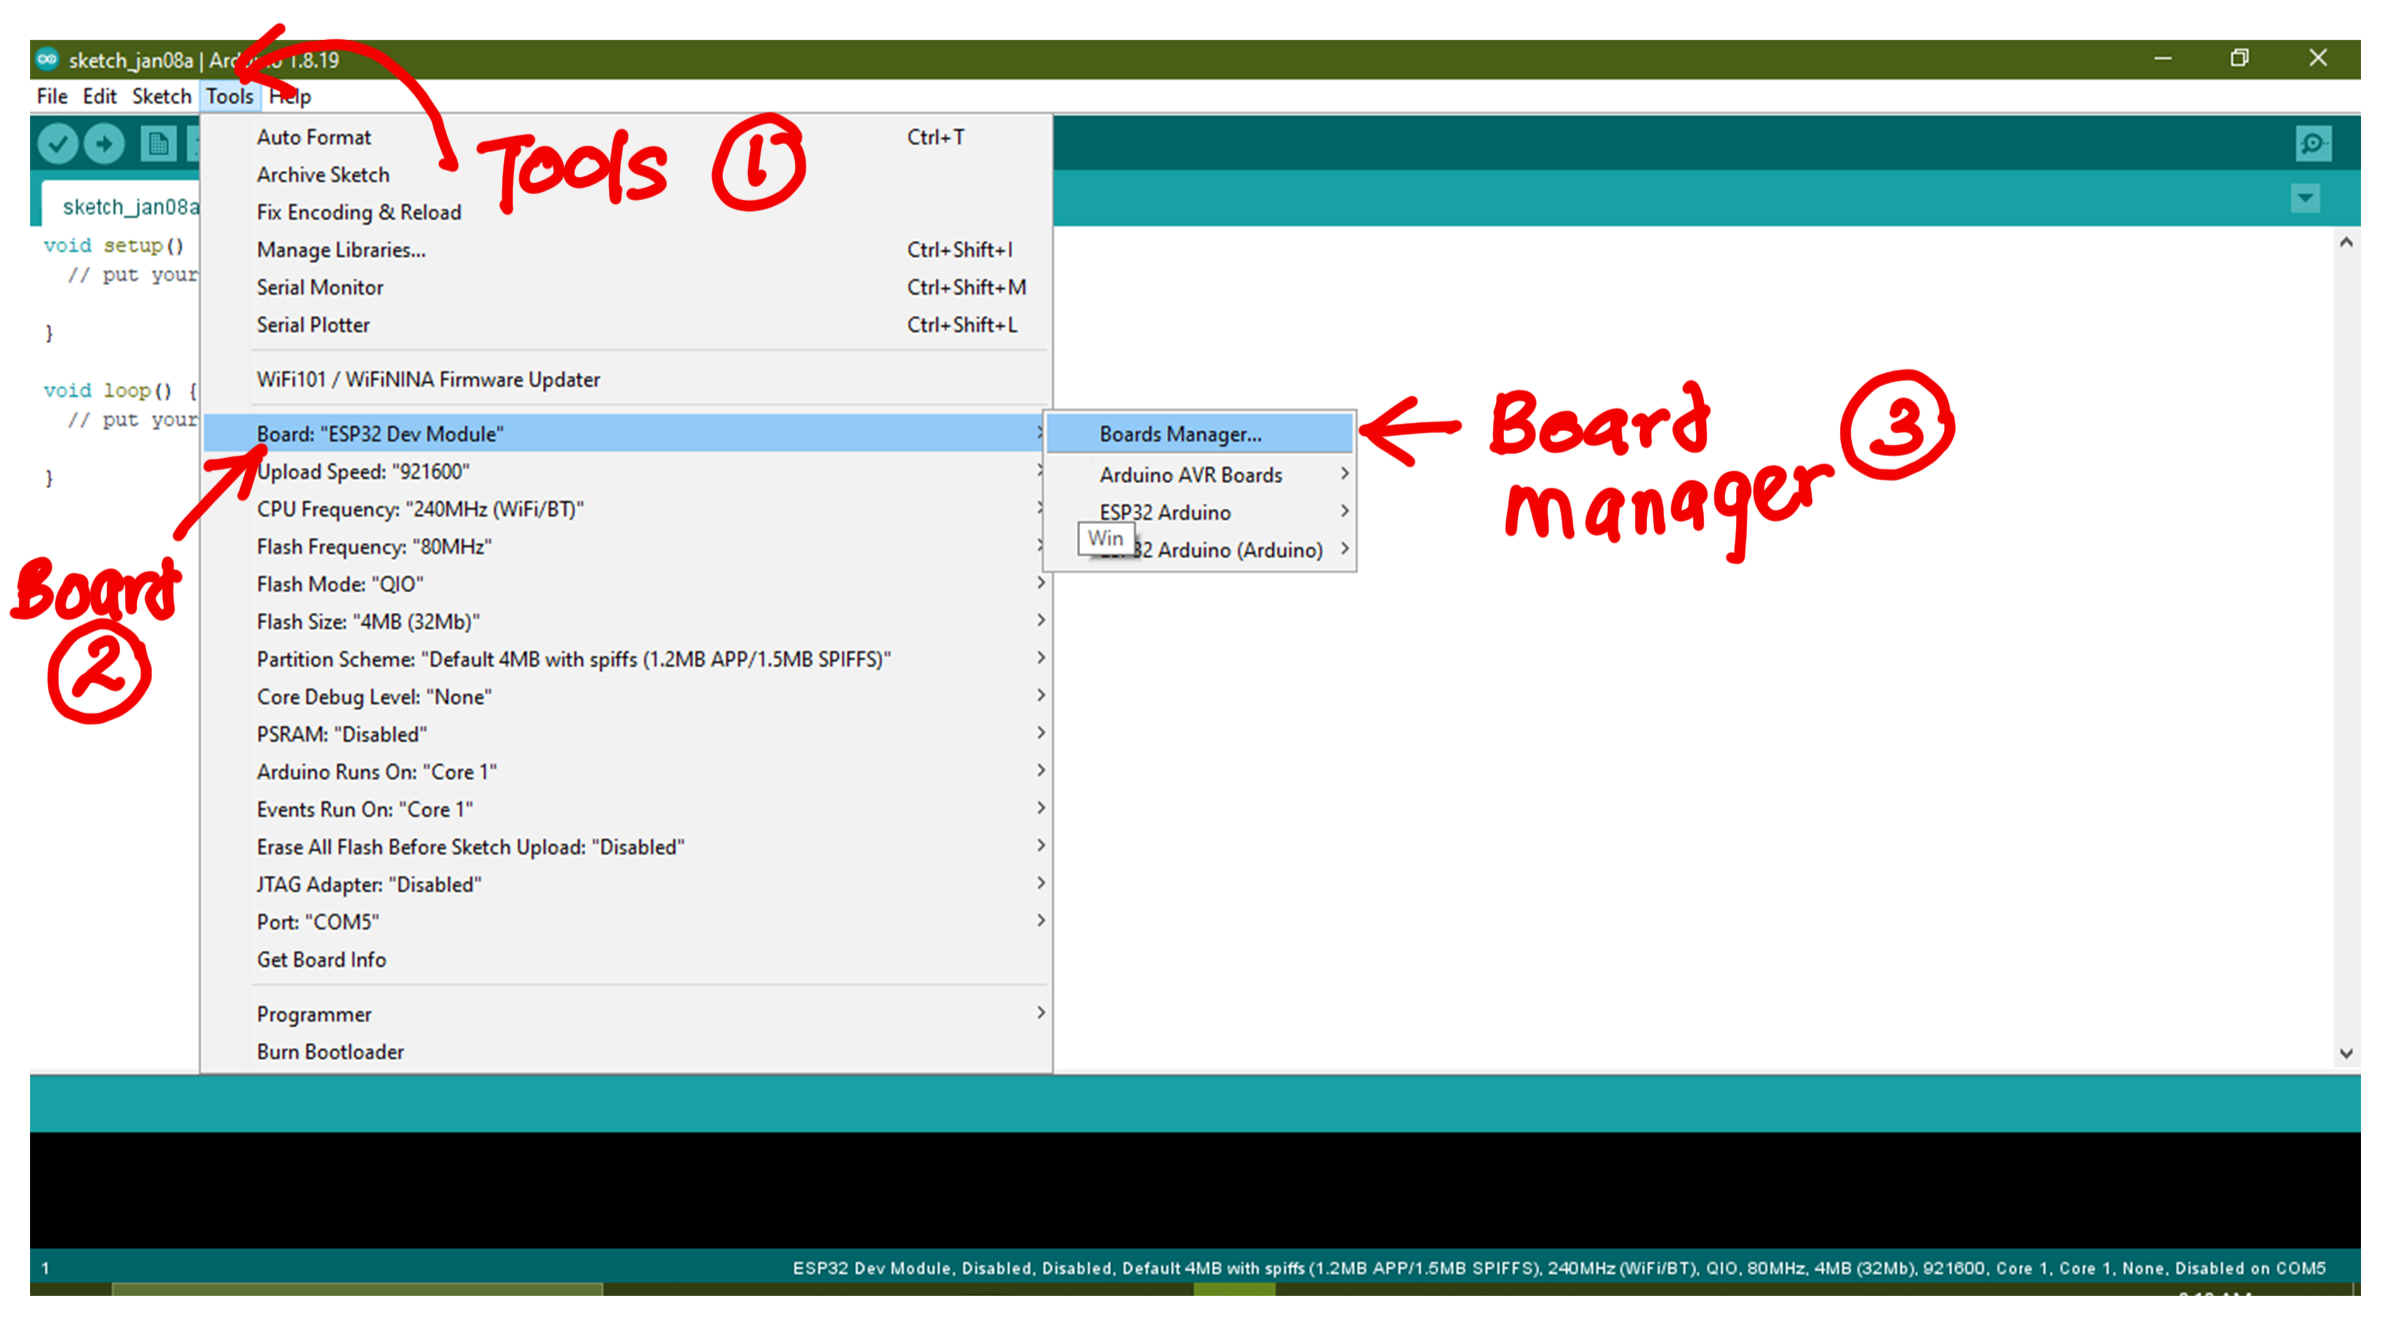 sketch_jan08a | Arduino 1.8.19
File Edit Sketch Tools Help
Tools ①
sketch_jan08a
void setup()
// put your
}
void loop() {
// put your
}
Auto Format Ctrl+T
Archive Sketch
Fix Encoding & Reload
Manage Libraries... Ctrl+Shift+I
Serial Monitor Ctrl+Shift+M
Serial Plotter Ctrl+Shift+L
WiFi101 / WiFiNINA Firmware Updater
Board: "ESP32 Dev Module"
Upload Speed: "921600"
CPU Frequency: "240MHz (WiFi/BT)"
Flash Frequency: "80MHz"
Flash Mode: "QIO"
Flash Size: "4MB (32Mb)"
Partition Scheme: "Default 4MB with spiffs (1.2MB APP/1.5MB SPIFFS)"
Core Debug Level: "None"
PSRAM: "Disabled"
Arduino Runs On: "Core 1"
Events Run On: "Core 1"
Erase All Flash Before Sketch Upload: "Disabled"
JTAG Adapter: "Disabled"
Port: "COM5"
Get Board Info
Programmer
Burn Bootloader
Board
②
Boards Manager...
Arduino AVR Boards
ESP32 Arduino
Win
32 Arduino (Arduino)
Board ③
manager
1 ESP32 Dev Module, Disabled, Disabled, Default 4MB with spiffs (1.2MB APP/1.5MB SPIFFS), 240MHz (WiFi/BT), QIO, 80MHz, 4MB (32Mb), 921600, Core 1, Core 1, None, Disabled on COM5